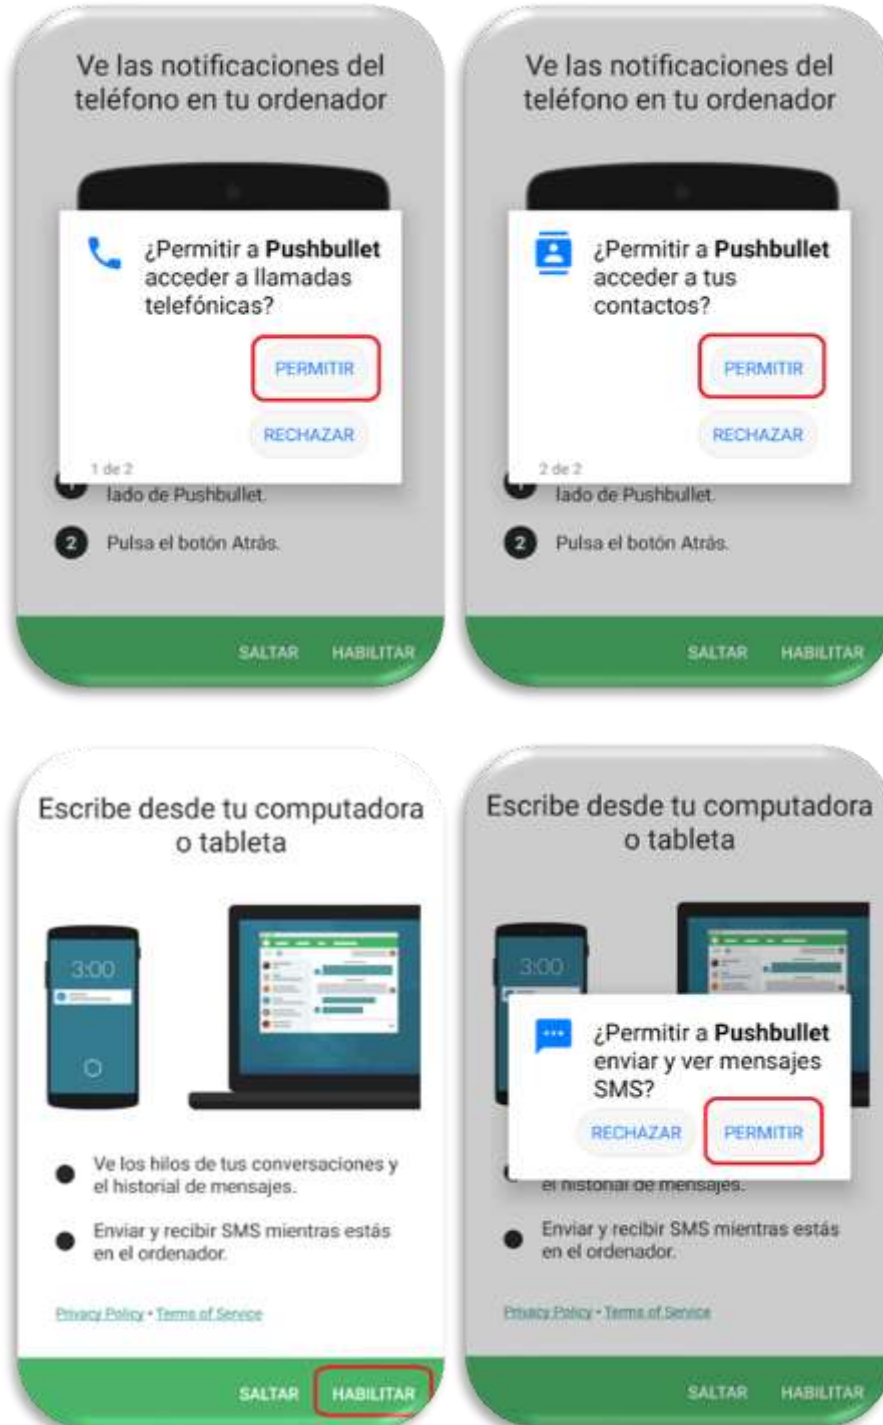 Ve las notificaciones del
teléfono en tu ordenador
¿Permitir a Pushbullet
acceder a llamadas
telefónicas?
PERMITIR
RECHAZAR
1 de 2
lado de Pushbullet.
2 Pulsa el botón Atrás.
SALTAR HABILITAR
Ve las notificaciones del
teléfono en tu ordenador
¿Permitir a Pushbullet
acceder a tus
contactos?
PERMITIR
RECHAZAR
2 de 2
lado de Pushbullet.
2 Pulsa el botón Atrás.
SALTAR HABILITAR
Escribe desde tu computadora
o tableta
3:00
Ve los hilos de tus conversaciones y
el historial de mensajes.
Enviar y recibir SMS mientras estás
en el ordenador.
Privacy Policy • Terms of Service
SALTAR HABILITAR
Escribe desde tu computadora
o tableta
3:00
¿Permitir a Pushbullet
enviar y ver mensajes
SMS?
RECHAZAR PERMITIR
el historial de mensajes.
Enviar y recibir SMS mientras estás
en el ordenador.
Privacy Policy • Terms of Service
SALTAR HABILITAR